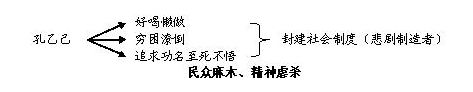 好喝懒做
孔乙己 穷困潦倒 封建社会制度（悲剧制造者）
追求功名至死不悟
民众麻木、精神虐杀